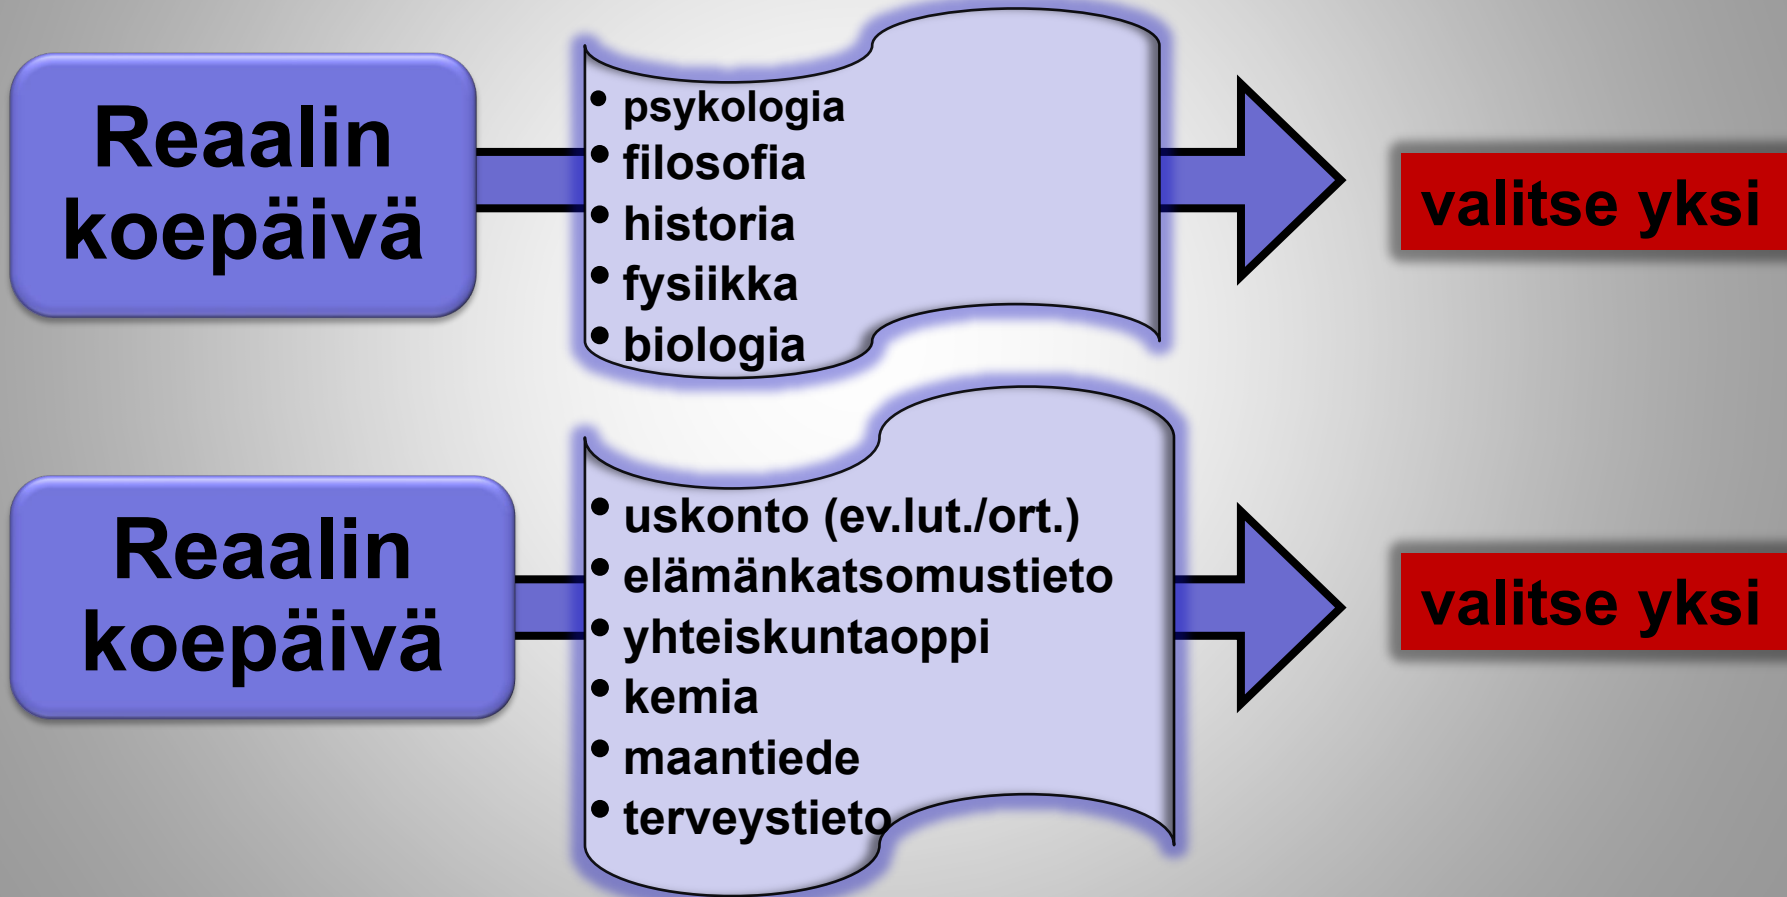 Reaalin
koepäivä
• psykologia
• filosofia
• historia
• fysiikka
• biologia
valitse yksi
Reaalin
koepäivä
• uskonto (ev.lut./ort.)
• elämänkatsomustieto
• yhteiskuntaoppi
• kemia
• maantiede
• terveystieto
valitse yksi